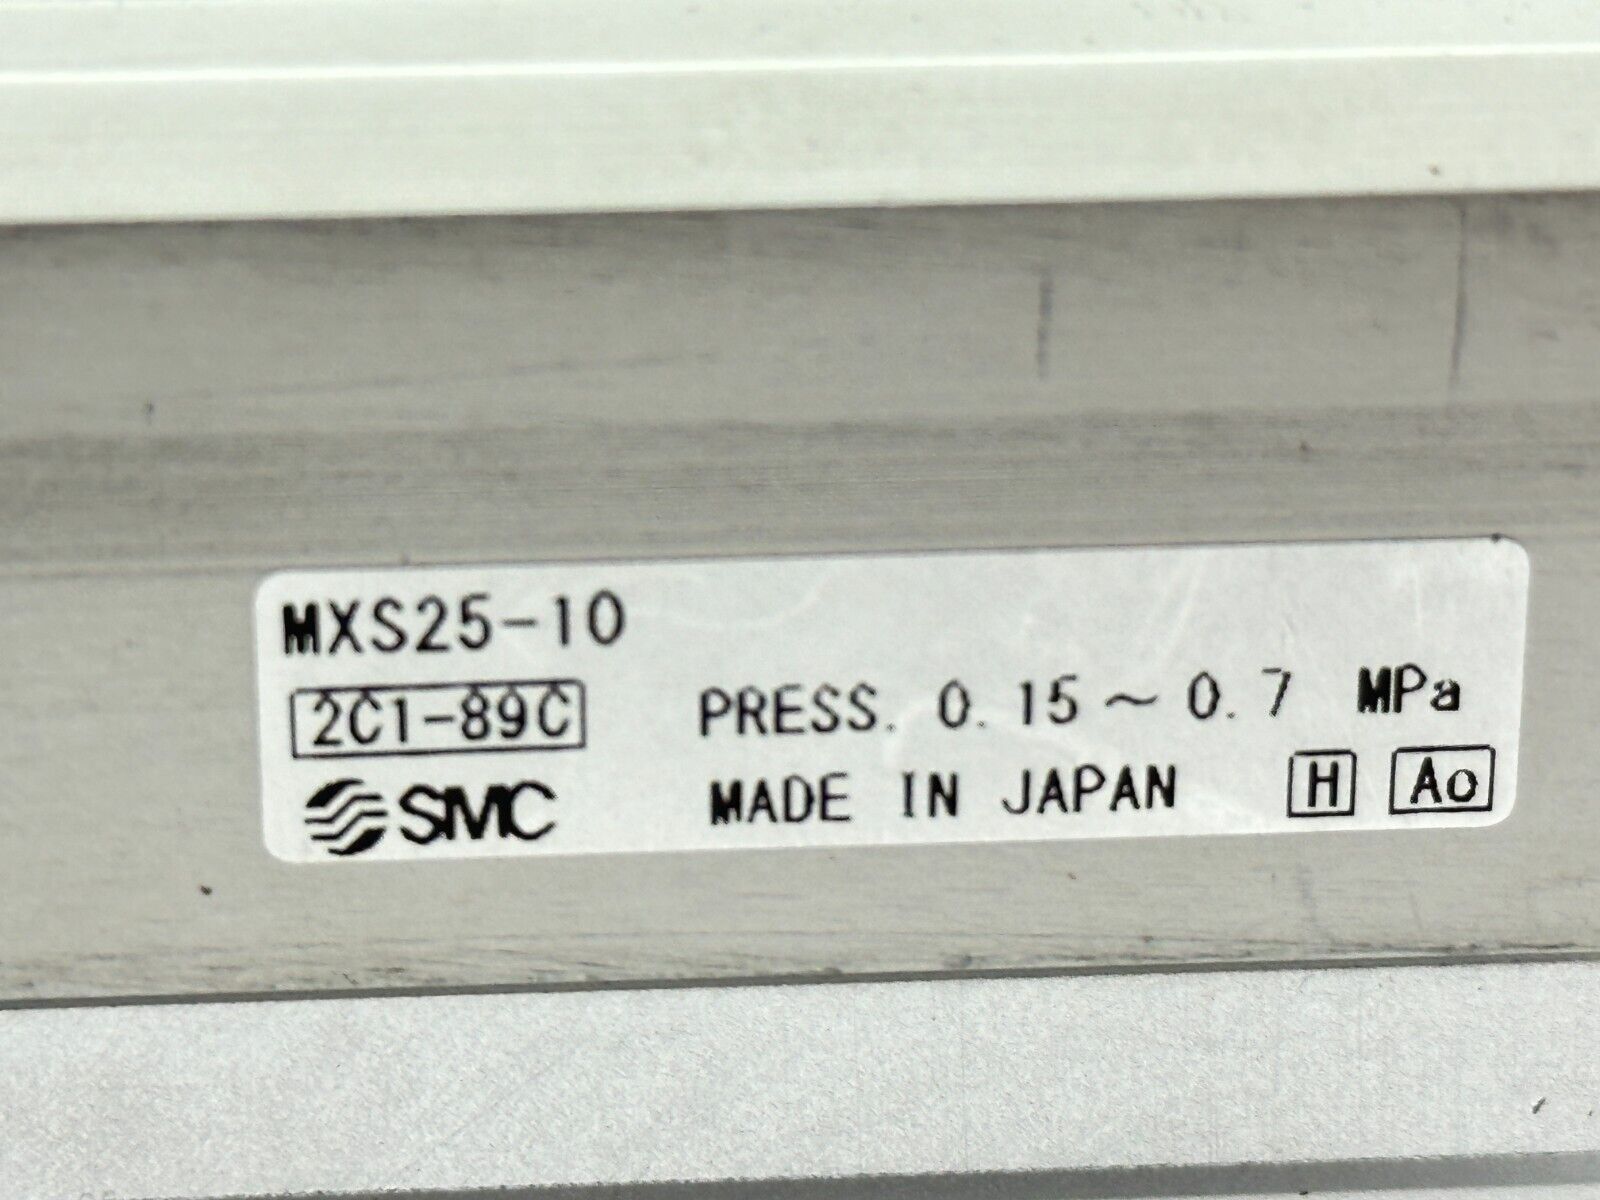 MXS25-10
2C1-89C PRESS. 0.15~0.7 MPa
SMC MADE IN JAPAN H Ao